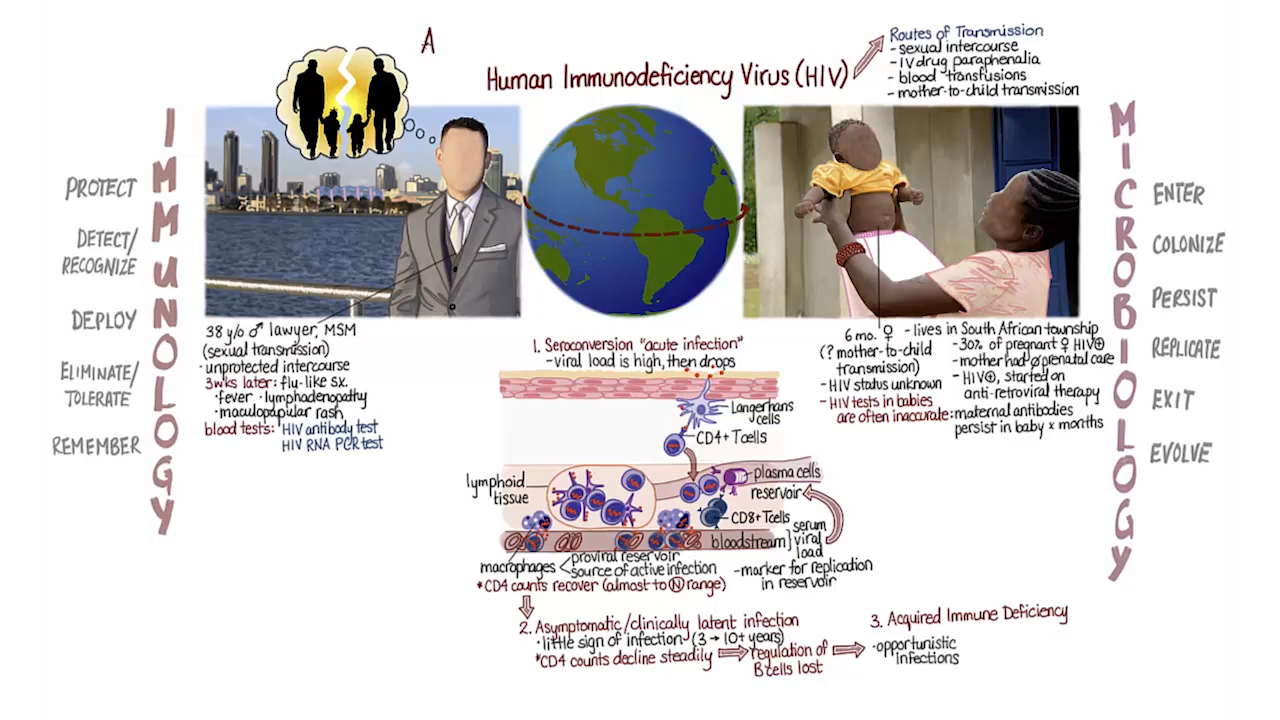 A
Human Immunodeficiency Virus (HIV)
Routes of Transmission
- sexual intercourse
- IV drug paraphenalia
- blood transfusions
- mother-to-child transmission
IMMUNOLOGY
PROTECT
DETECT/
RECOGNIZE
DEPLOY
ELIMINATE/
TOLERATE
REMEMBER
MICROBIOLOGY
ENTER
COLONIZE
PERSIST
REPLICATE
EXIT
EVOLVE
38 y/o ♂ lawyer, MSM
(sexual transmission)
· unprotected intercourse
3wks later: flu-like sx.
· fever · lymphadenopathy
· maculopapular rash
blood tests: HIV antibody test
HIV RNA PCR test
6 mo. ♀
(? mother-to-child
transmission)
- HIV status unknown
- HIV tests in babies
are often inaccurate:
- lives in South African township
- 30% of pregnant ♀ HIV⊕
- mother had ∅ prenatal care
- HIV⊕, started on
anti-retroviral therapy
maternal antibodies
persist in baby x months
1. Seroconversion "acute infection"
- viral load is high, then drops
Langerhans
cells
CD4+ Tcells
lymphoid
tissue
plasma cells
reservoir
CD8+ Tcells
bloodstream
serum
viral
load
- marker for replication
in reservoir
macrophages
proviral reservoir
source of active infection
*CD4 counts recover (almost to Ⓝ range)
2. Asymptomatic/clinically latent infection
· little sign of infection (3 → 10+ years)
*CD4 counts decline steadily
regulation of
B cells lost
3. Acquired Immune Deficiency
· opportunistic
infections